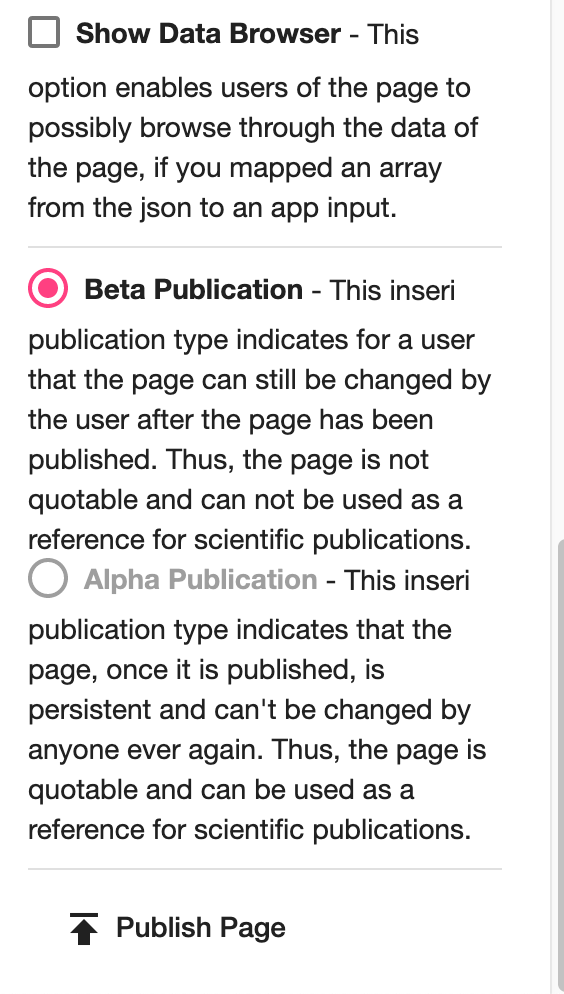 Show Data Browser - This
option enables users of the page to
possibly browse through the data of
the page, if you mapped an array
from the json to an app input.
Beta Publication - This inseri
publication type indicates for a user
that the page can still be changed by
the user after the page has been
published. Thus, the page is not
quotable and can not be used as a
reference for scientific publications.
Alpha Publication - This inseri
publication type indicates that the
page, once it is published, is
persistent and can't be changed by
anyone ever again. Thus, the page is
quotable and can be used as a
reference for scientific publications.
Publish Page